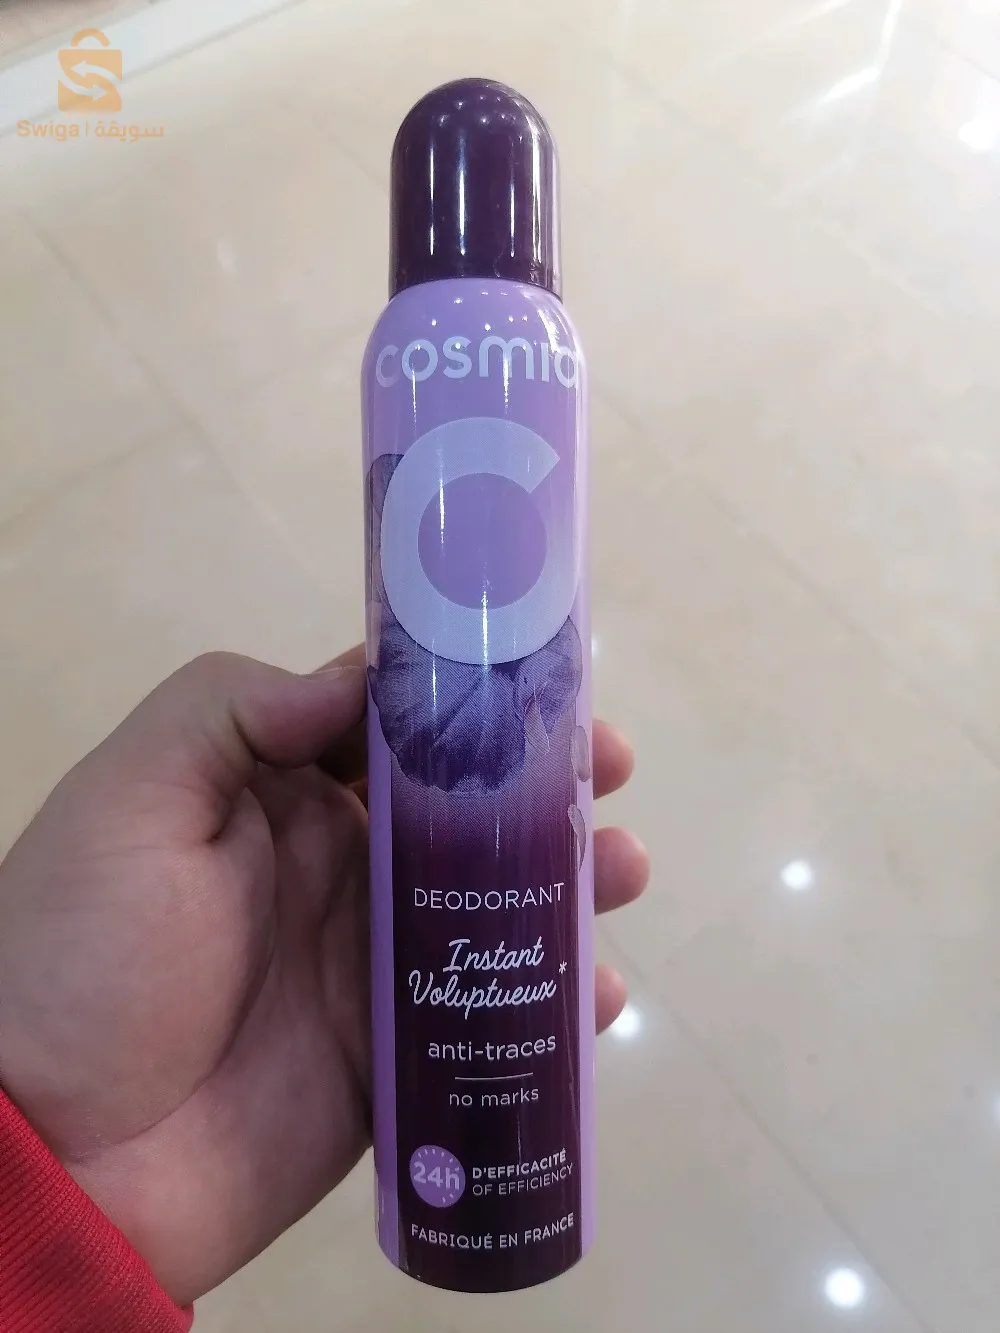 Swiga | سويقة
cosmia
DEODORANT
Instant
Voluptueux*
anti-traces
no marks
24h
D'EFFICACITÉ
OF EFFICIENCY
FABRIQUÉ EN FRANCE